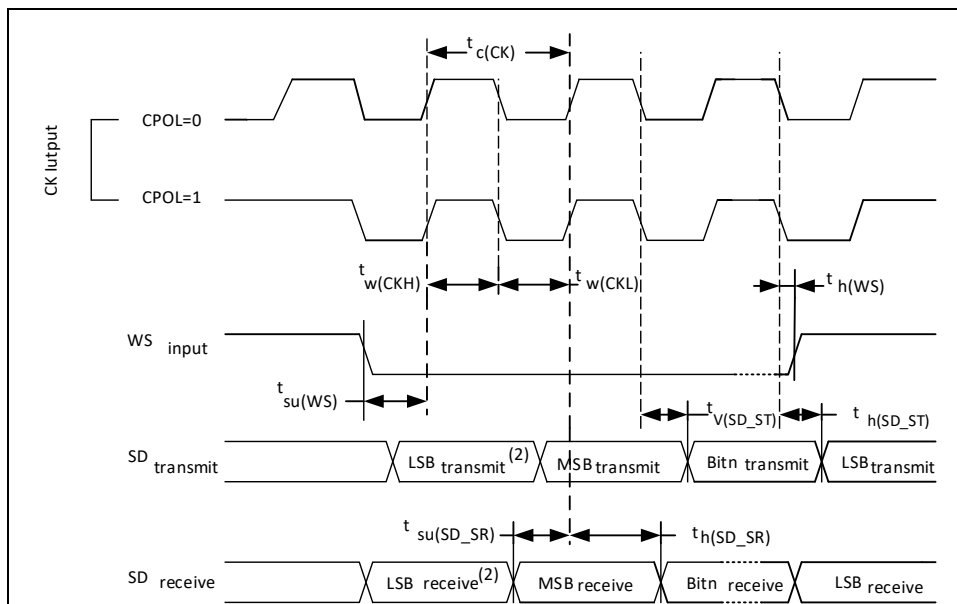 t c(CK)
CPOL=0
CK Iutput
CPOL=1
t w(CKH)
t w(CKL)
t h(WS)
WS input
t su(WS)
t V(SD_ST)
t h(SD_ST)
SD transmit
LSB transmit(2)
MSB transmit
Bitn transmit
LSB transmit
t su(SD_SR)
t h(SD_SR)
SD receive
LSB receive(2)
MSB receive
Bitn receive
LSB receive